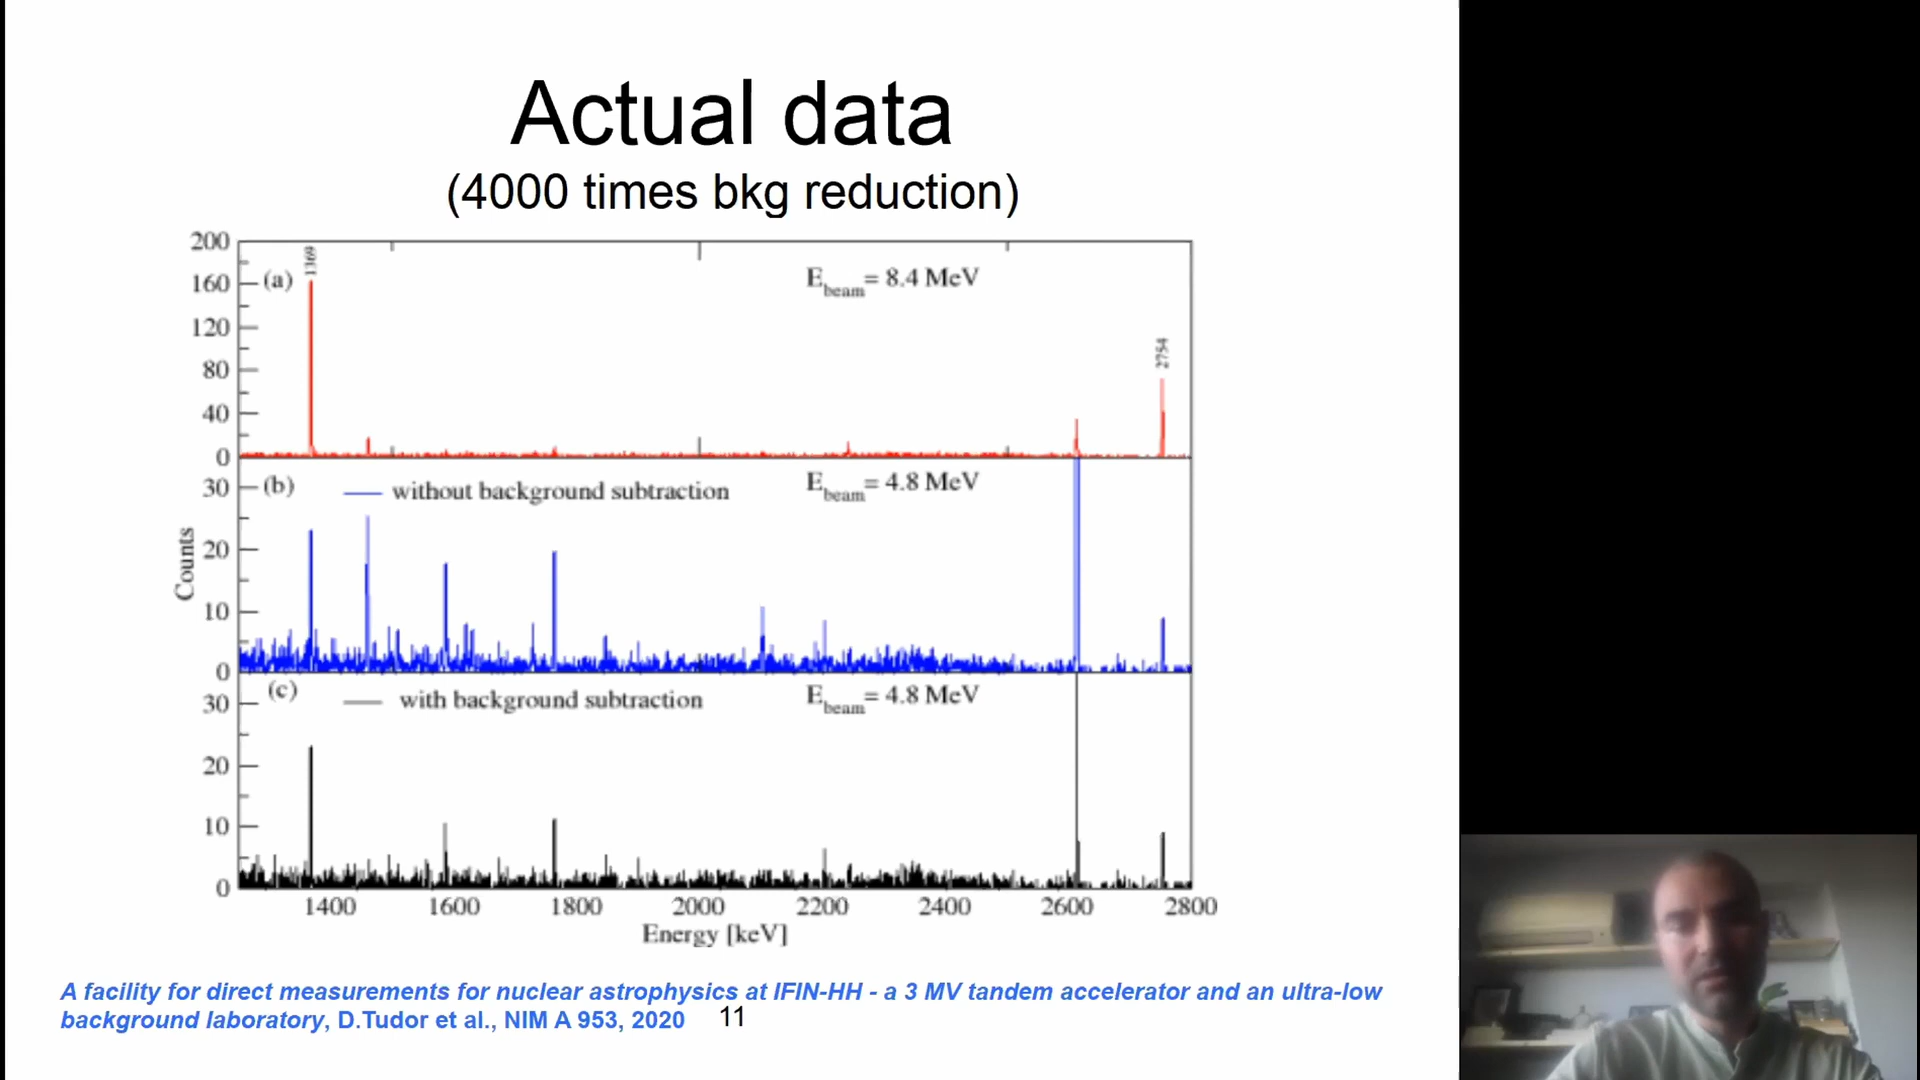 Actual data
(4000 times bkg reduction)
200
160
120
80
40
0
(a)
1369
E_beam = 8.4 MeV
2754
30
20
10
0
(b)
without background subtraction
E_beam = 4.8 MeV
Counts
30
20
10
0
(c)
with background subtraction
E_beam = 4.8 MeV
1400 1600 1800 2000 2200 2400 2600 2800
Energy [keV]
A facility for direct measurements for nuclear astrophysics at IFIN-HH - a 3 MV tandem accelerator and an ultra-low
background laboratory, D.Tudor et al., NIM A 953, 2020
11